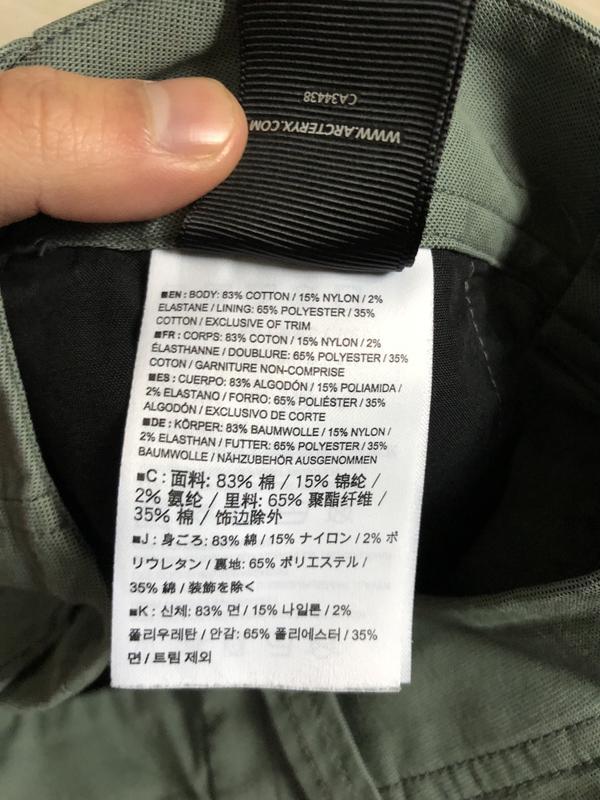 CA34438
WWW.ARCTERYX.COM
■EN : BODY: 83% COTTON / 15% NYLON / 2%
ELASTANE / LINING: 65% POLYESTER / 35%
COTTON / EXCLUSIVE OF TRIM
■FR : CORPS: 83% COTON / 15% NYLON / 2%
ÉLASTHANNE / DOUBLURE: 65% POLYESTER / 35%
COTON / GARNITURE NON-COMPRISE
■ES : CUERPO: 83% ALGODÓN / 15% POLIAMIDA /
2% ELASTANO / FORRO: 65% POLIÉSTER / 35%
ALGODÓN / EXCLUSIVO DE CORTE
■DE : KÖRPER: 83% BAUMWOLLE / 15% NYLON /
2% ELASTHAN / FUTTER: 65% POLYESTER / 35%
BAUMWOLLE / NÄHZUBEHÖR AUSGENOMMEN
■C : 面料: 83% 棉 / 15% 锦纶 /
2% 氨纶 / 里料: 65% 聚酯纤维 /
35% 棉 / 饰边除外
■J : 身ごろ: 83% 綿 / 15% ナイロン / 2% ポ
リウレタン / 裏地: 65% ポリエステル /
35% 綿 / 装飾を除く
■K : 신체: 83% 면 / 15% 나일론 / 2%
폴리우레탄 / 안감: 65% 폴리에스터 / 35%
면 / 트림 제외